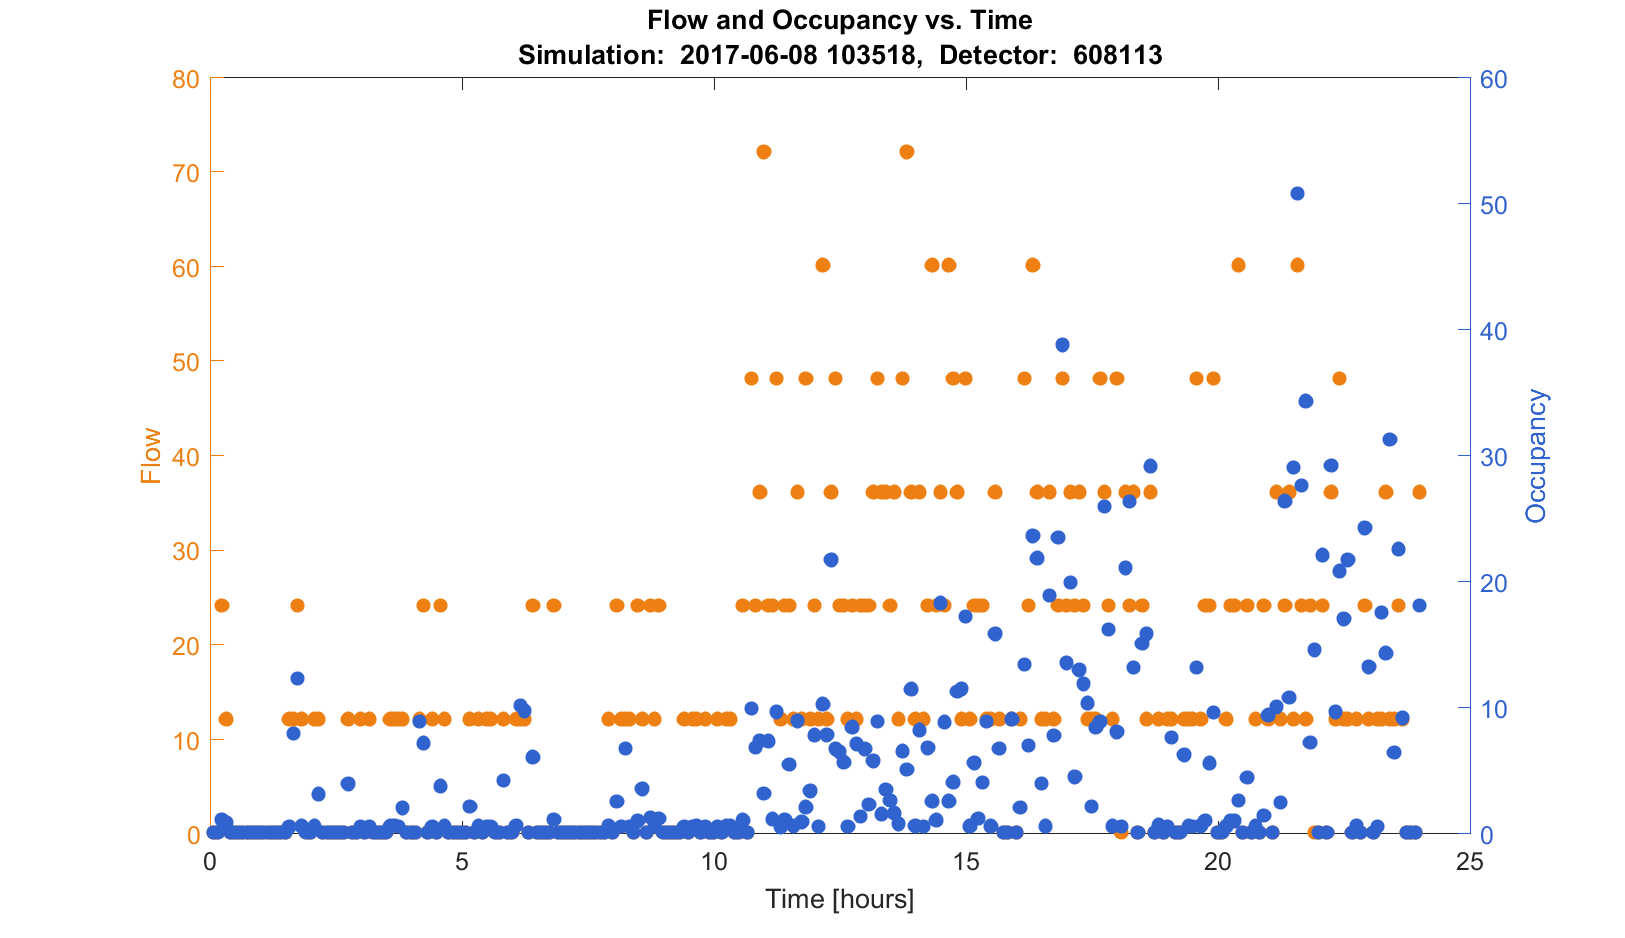 Flow and Occupancy vs. Time
Simulation:  2017-06-08 103518,  Detector:  608113
80
70
60
50
40
30
20
10
0
Flow
60
50
40
30
20
10
0
Occupancy
0 5 10 15 20 25
Time [hours]